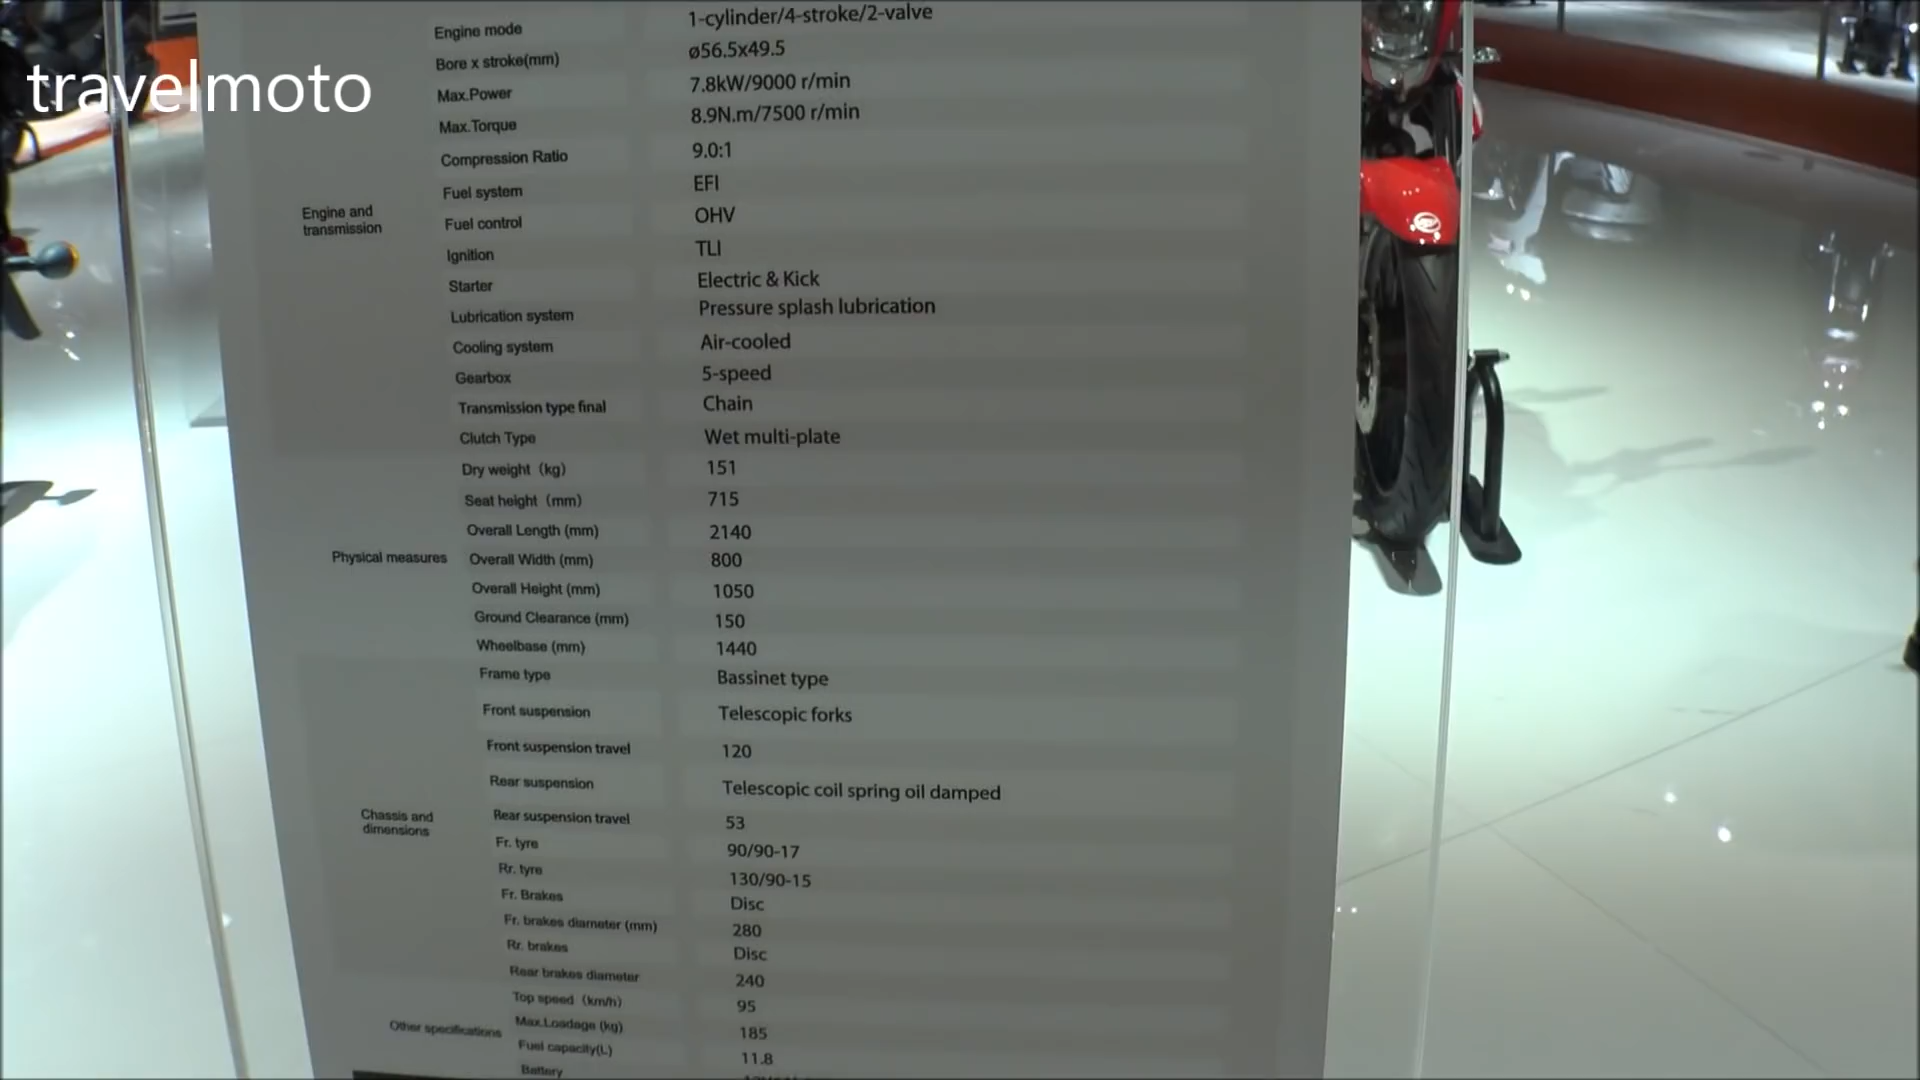 travelmoto
Engine mode 1-cylinder/4-stroke/2-valve
Bore x stroke(mm) ø56.5x49.5
Max.Power 7.8kW/9000 r/min
Max.Torque 8.9N.m/7500 r/min
Compression Ratio 9.0:1
Fuel system EFI
Engine and
transmission
Fuel control OHV
Ignition TLI
Starter Electric & Kick
Lubrication system Pressure splash lubrication
Cooling system Air-cooled
Gearbox 5-speed
Transmission type final Chain
Clutch Type Wet multi-plate
Dry weight (kg) 151
Seat height (mm) 715
Overall Length (mm) 2140
Physical measures Overall Width (mm) 800
Overall Height (mm) 1050
Ground Clearance (mm) 150
Wheelbase (mm) 1440
Frame type Bassinet type
Front suspension Telescopic forks
Front suspension travel 120
Rear suspension Telescopic coil spring oil damped
Chassis and
dimensions
Rear suspension travel 53
Fr. tyre 90/90-17
Rr. tyre 130/90-15
Fr. Brakes Disc
Fr. brakes diameter (mm) 280
Rr. brakes Disc
Rear brakes diameter 240
Top speed (km/h) 95
Other specifications Max.Loadage (kg) 185
Fuel capacity(L) 11.8
Battery